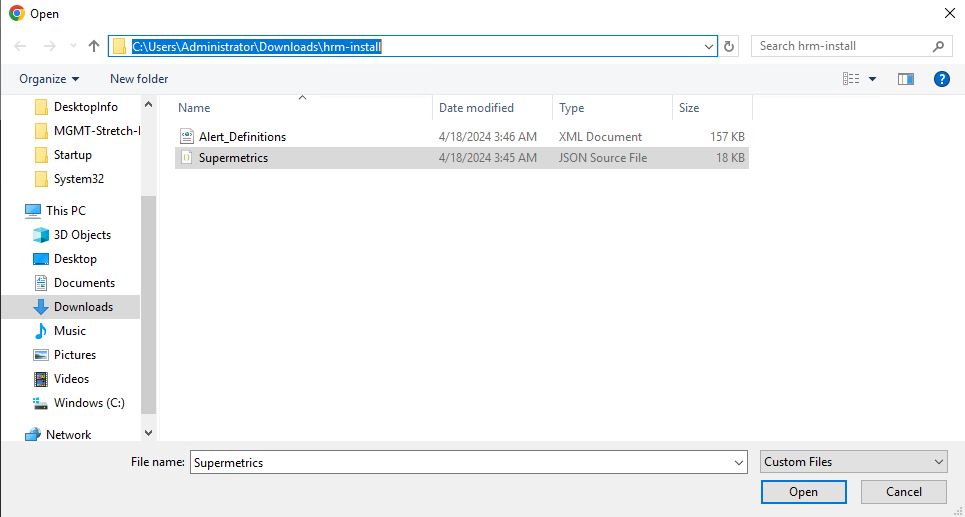 Open
C:\Users\Administrator\Downloads\hrm-install
Search hrm-install
Organize New folder
Name Date modified Type Size
Alert_Definitions 4/18/2024 3:46 AM XML Document 157 KB
Supermetrics 4/18/2024 3:45 AM JSON Source File 18 KB
DesktopInfo
MGMT-Stretch-
Startup
System32
This PC
3D Objects
Desktop
Documents
Downloads
Music
Pictures
Videos
Windows (C:)
Network
File name: Supermetrics Custom Files
Open Cancel